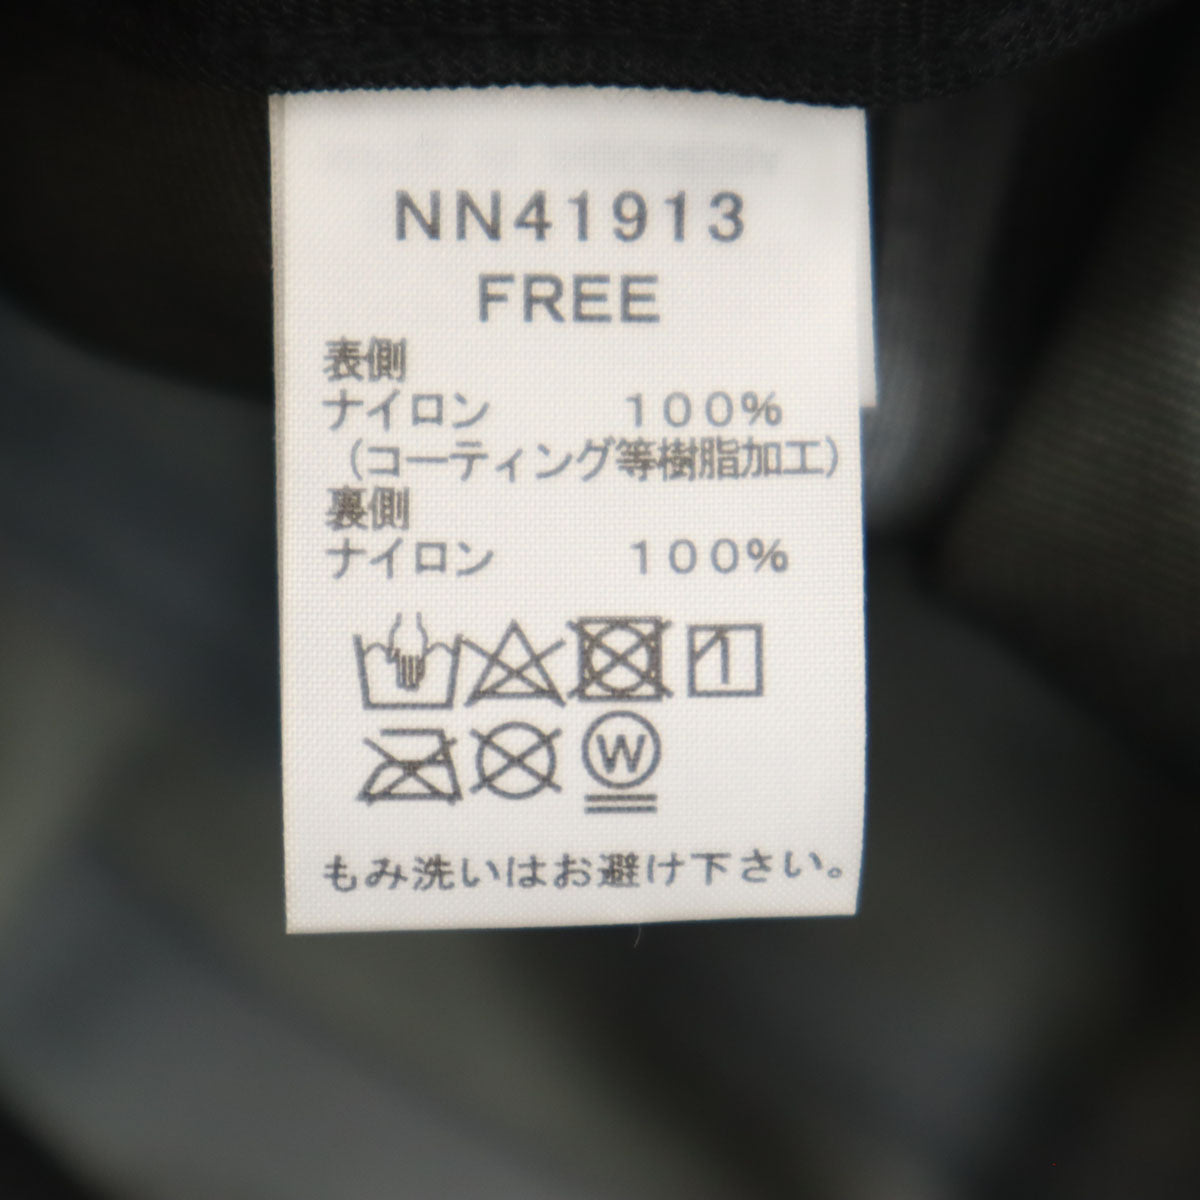 NN41913
FREE
表側
ナイロン 100%
(コーティング等樹脂加工)
裏側
ナイロン 100%
W
もみ洗いはお避け下さい。